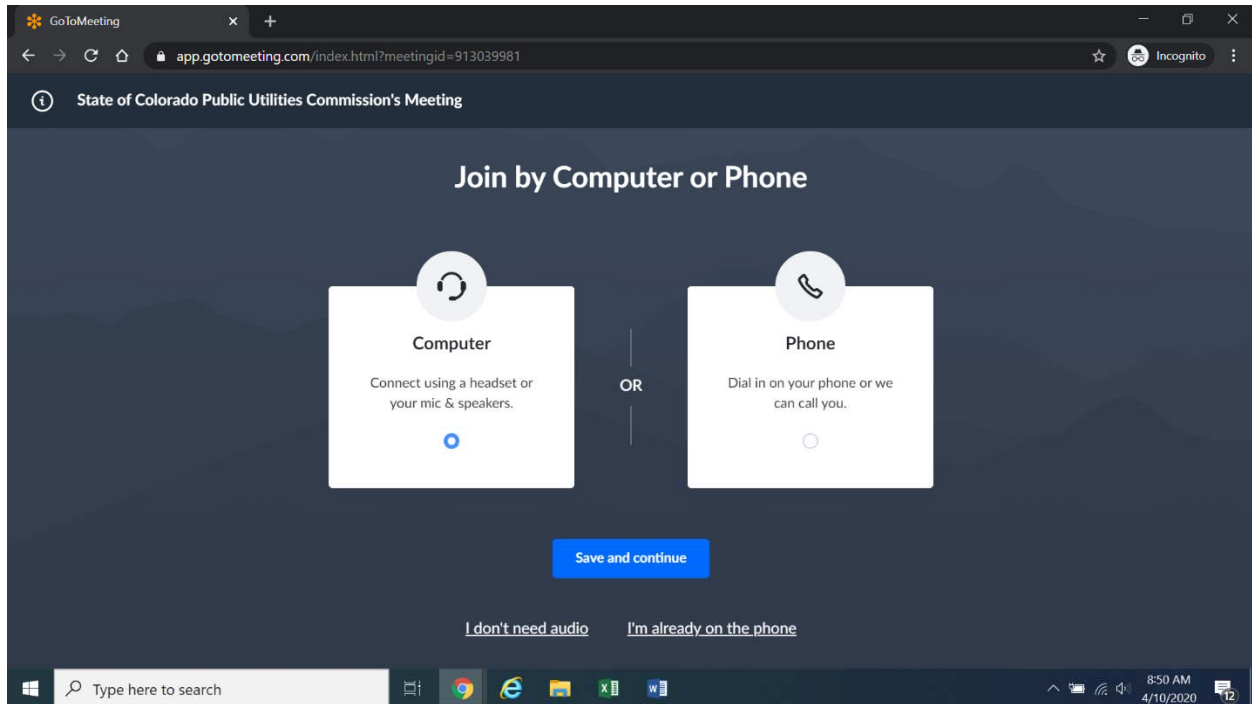 GoToMeeting
app.gotomeeting.com/index.html?meetingid=913039981
Incognito
State of Colorado Public Utilities Commission's Meeting
Join by Computer or Phone
Computer
Connect using a headset or
your mic & speakers.
OR
Phone
Dial in on your phone or we
can call you.
Save and continue
I don't need audio
I'm already on the phone
Type here to search
8:50 AM
4/10/2020
12